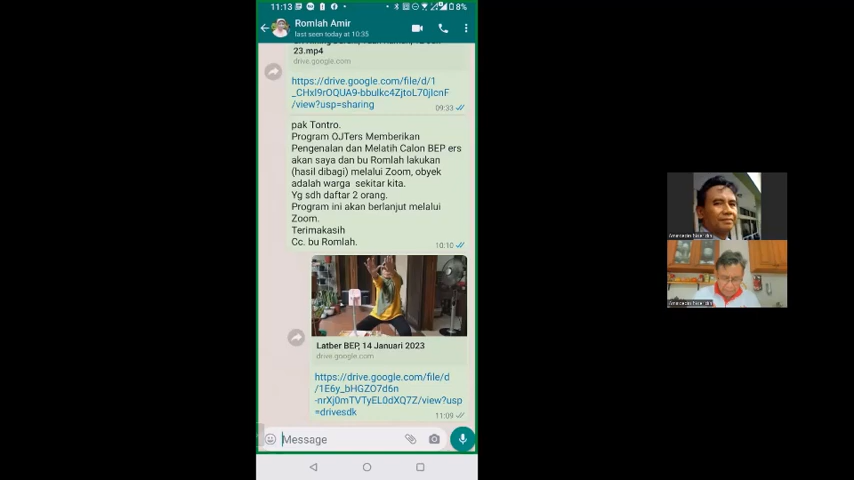 11:13
8%
Romlah Amir
last seen today at 10:35
23.mp4
drive.google.com
https://drive.google.com/file/d/1
/view?usp=sharing
09:33
pak Tontro.
Program OJTers Memberikan
Pengenalan dan Melatih Calon BEP ers
akan saya dan bu Romlah lakukan
(hasil dibagi) melalui Zoom, obyek
adalah warga sekitar kita.
Yg sdh daftar 2 orang.
Program ini akan berlanjut melalui
Zoom.
Terimakasih
Cc. bu Romlah.
10:10
Latber BEP, 14 Januari 2023
drive.google.com
https://drive.google.com/file/d
/1E6y_bHGZO7d6n
-nrXj0mTVTyEL0dXQ7Z/view?usp
=drivesdk
11:09
Message